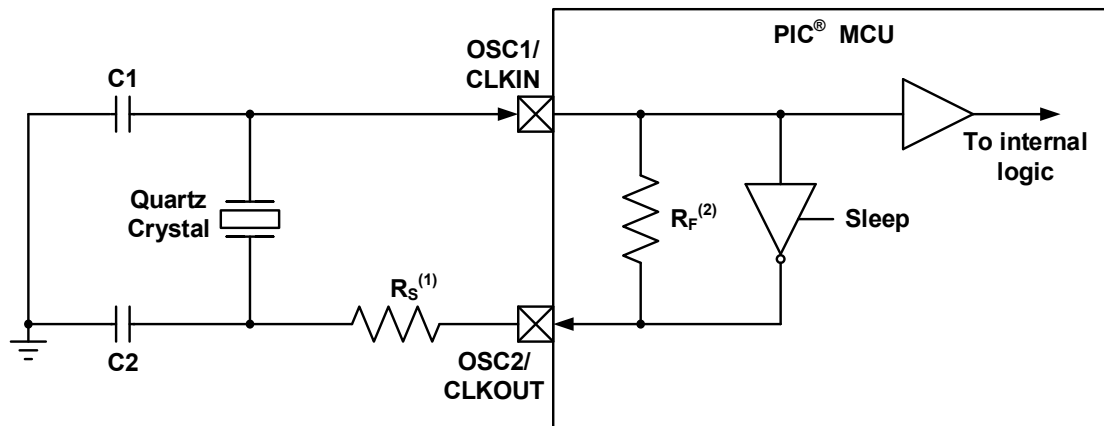 PIC® MCU
OSC1/
CLKIN
C1
To internal
logic
Quartz
Crystal
RF(2)
Sleep
RS(1)
C2
OSC2/
CLKOUT